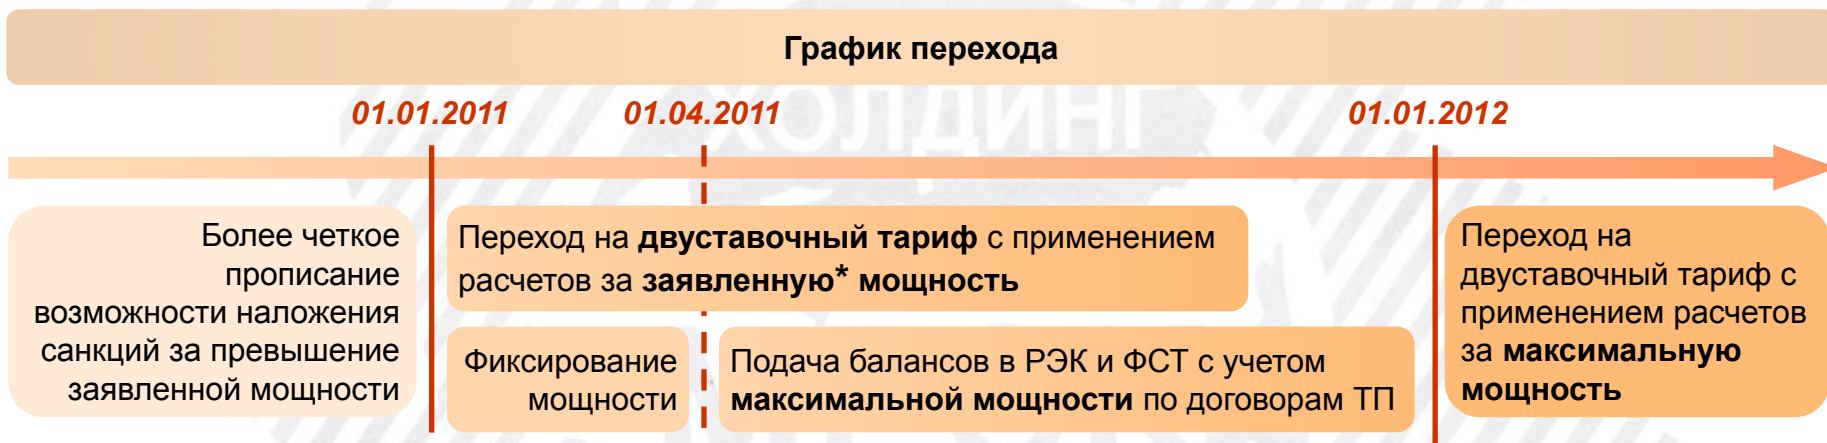 График перехода
01.01.2011
01.04.2011
01.01.2012
Более четкое
прописание
возможности наложения
санкций за превышение
заявленной мощности
Переход на двуставочный тариф с применением
расчетов за заявленную* мощность
Фиксирование
мощности
Подача балансов в РЭК и ФСТ с учетом
максимальной мощности по договорам ТП
Переход на
двуставочный тариф с
применением расчетов
за максимальную
мощность
ХОЛДИНГ